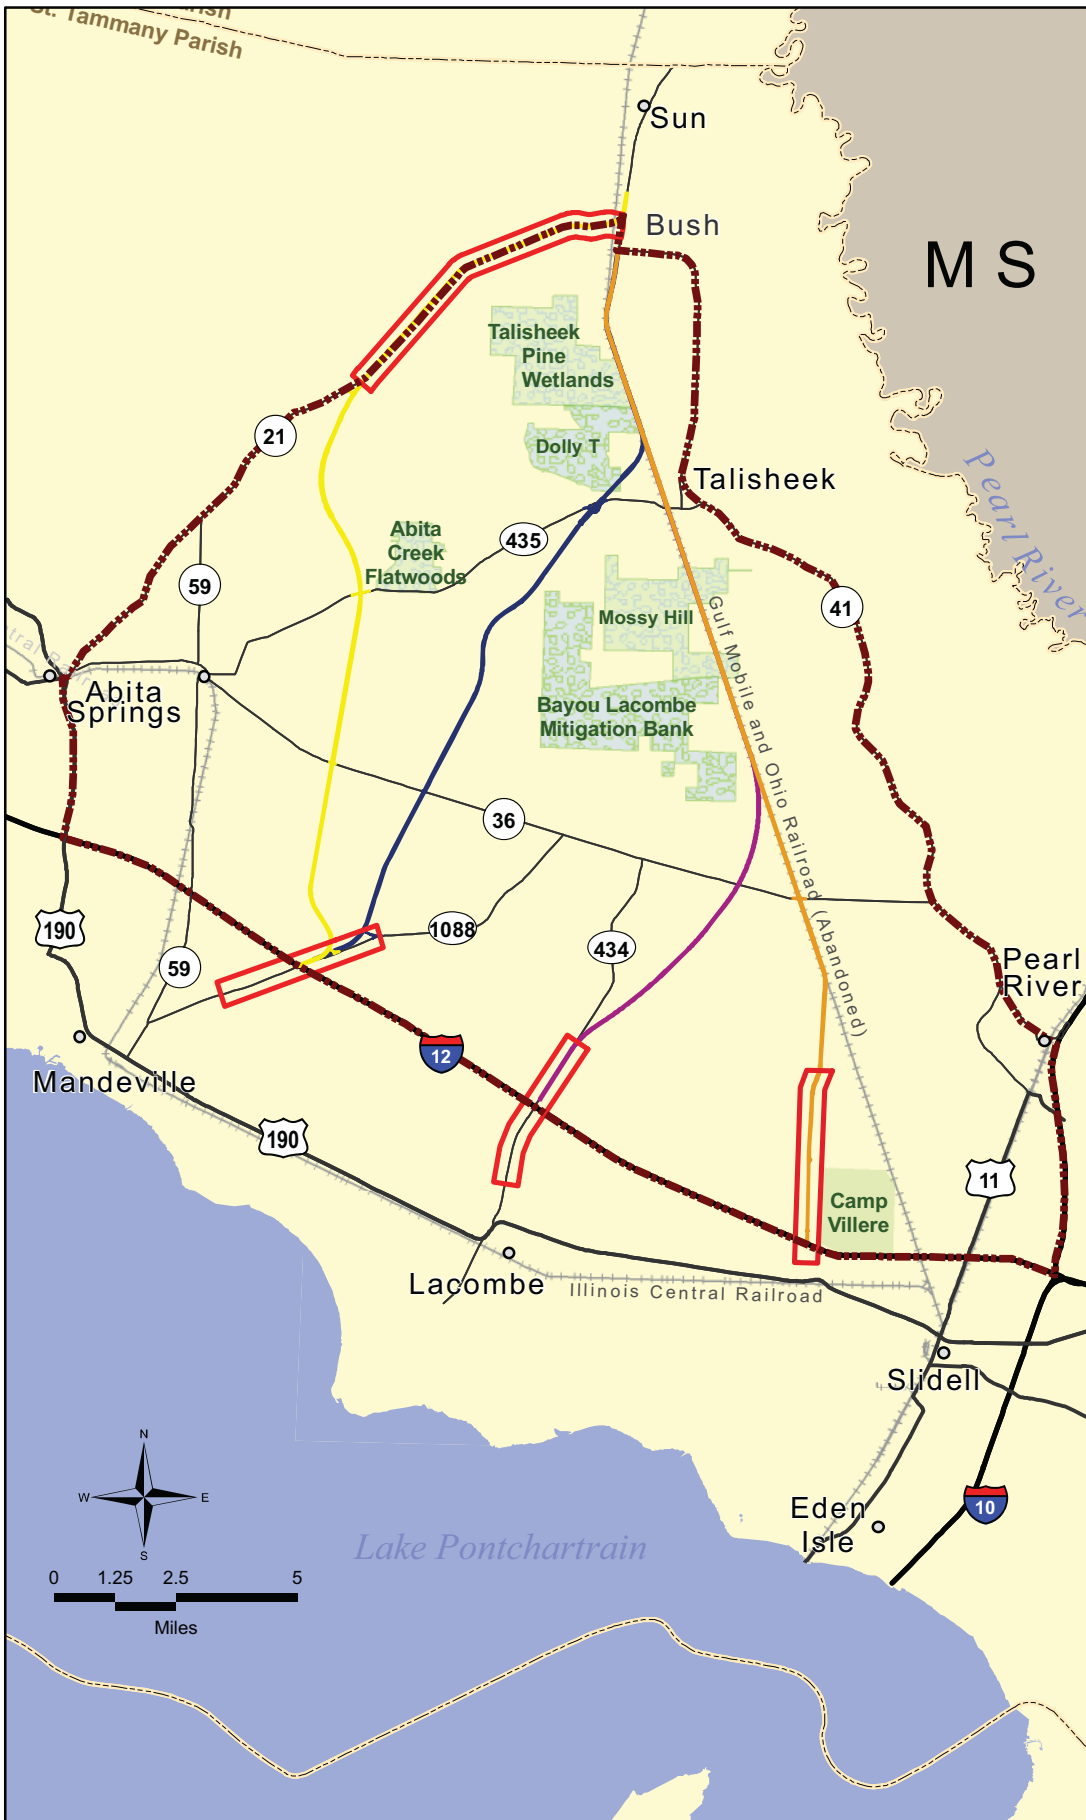 St. Tammany Parish
Sun
Bush
M S
Talisheek
Pine
Wetlands
21
Dolly T
Talisheek
Pearl River
Abita
Creek
Flatwoods
435
59
41
Mossy Hill
Gulf Mobile and Ohio Railroad (Abandoned)
Abita
Springs
Bayou Lacombe
Mitigation Bank
36
190
1088
434
59
Pearl
River
12
Mandeville
190
11
Camp
Villere
Lacombe
Illinois Central Railroad
Slidell
N
W E
S
10
Eden
Isle
Lake Pontchartrain
0 1.25 2.5 5
Miles